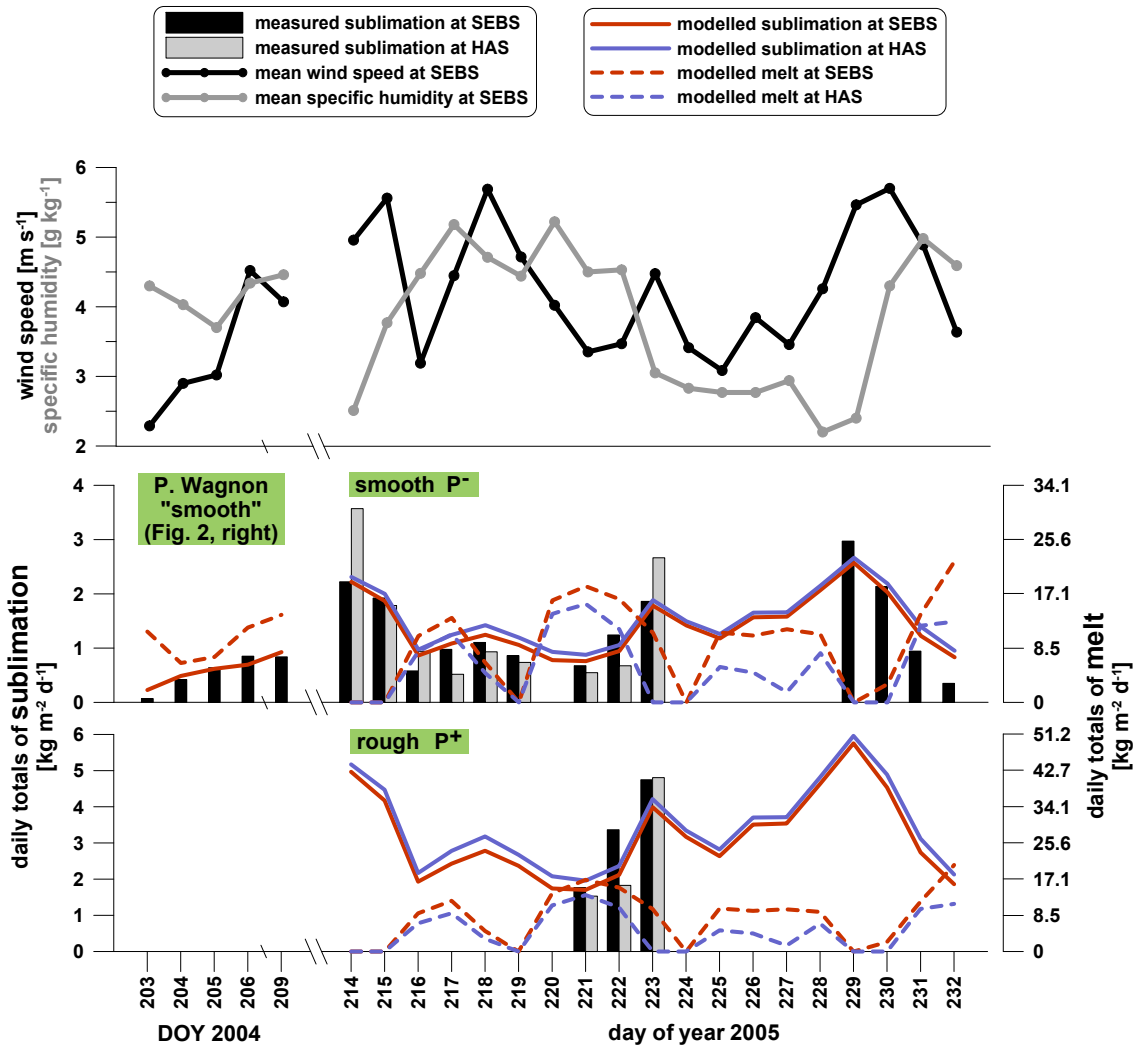 measured sublimation at SEBS
measured sublimation at HAS
mean wind speed at SEBS
mean specific humidity at SEBS
modelled sublimation at SEBS
modelled sublimation at HAS
modelled melt at SEBS
modelled melt at HAS
wind speed [m s⁻¹]
specific humidity [g kg⁻¹]
6
5
4
3
2
daily totals of sublimation
[kg m⁻² d⁻¹]
4
3
2
1
0
P. Wagnon
"smooth"
(Fig. 2, right)
smooth P⁻
34.1
25.6
17.1
8.5
0
daily totals of melt
[kg m⁻² d⁻¹]
6
5
4
3
2
1
0
rough P⁺
51.2
42.7
34.1
25.6
17.1
8.5
0
203
204
205
206
209
214
215
216
217
218
219
220
221
222
223
224
225
226
227
228
229
230
231
232
DOY 2004
day of year 2005